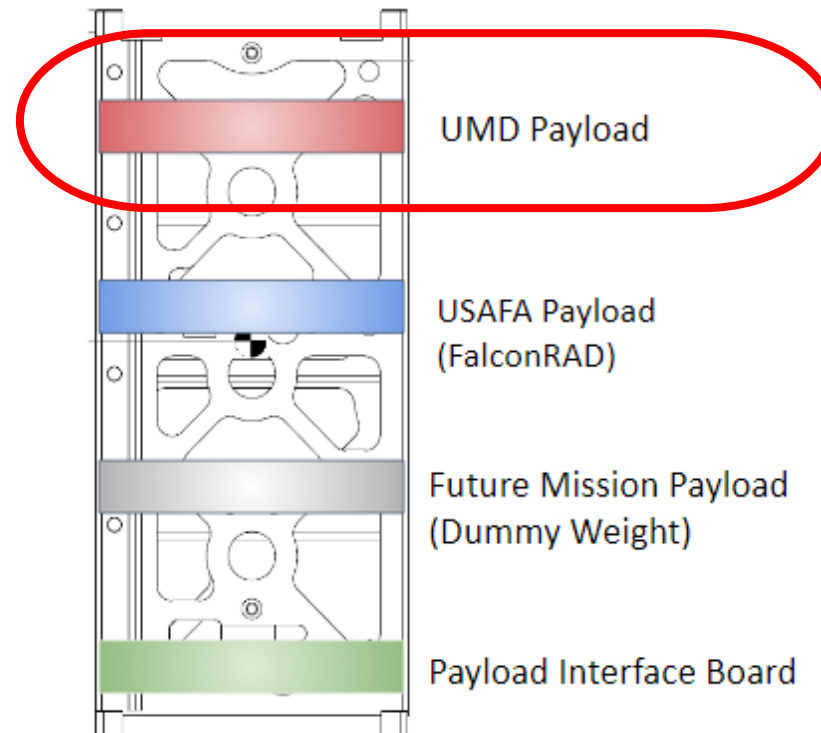 UMD Payload
USAFA Payload
(FalconRAD)
Future Mission Payload
(Dummy Weight)
Payload Interface Board